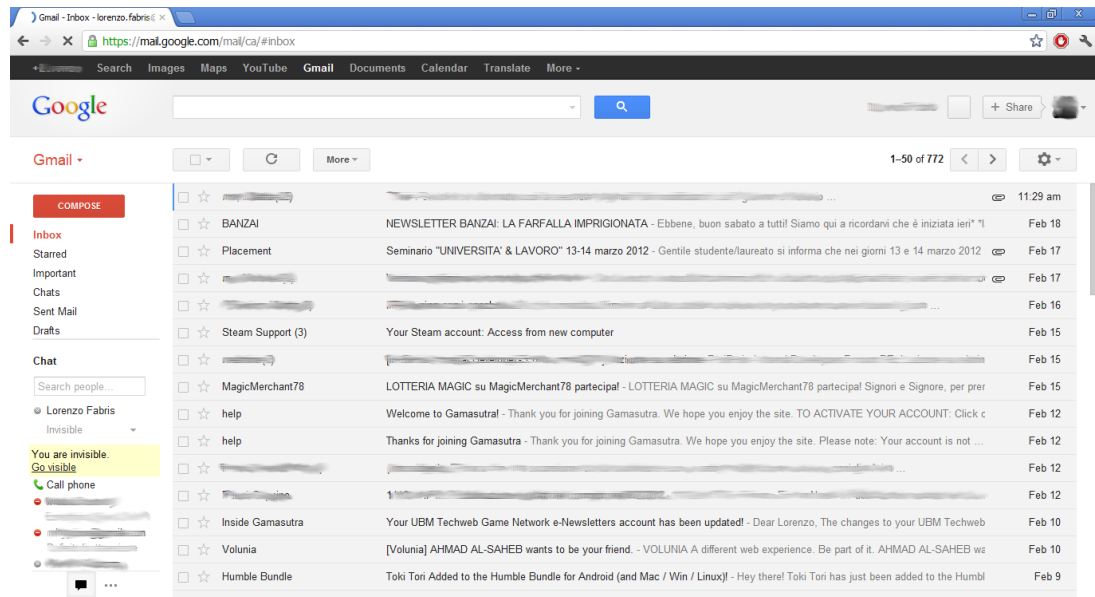 Gmail - Inbox - lorenzo.fabris@
https://mail.google.com/mail/ca/#inbox
Search Images Maps YouTube Gmail Documents Calendar Translate More
Google
+ Share
Gmail
More
1–50 of 772
COMPOSE
Inbox
Starred
Important
Chats
Sent Mail
Drafts
Chat
Search people...
Lorenzo Fabris
Invisible
You are invisible.
Go visible
Call phone
11:29 am
BANZAI NEWSLETTER BANZAI: LA FARFALLA IMPRIGIONATA - Ebbene, buon sabato a tutti! Siamo qui a ricordarvi che è iniziata ieri* *l Feb 18
Placement Seminario "UNIVERSITA' & LAVORO" 13-14 marzo 2012 - Gentile studente/laureato si informa che nei giorni 13 e 14 marzo 2012 Feb 17
Feb 17
Feb 16
Steam Support (3) Your Steam account: Access from new computer Feb 15
Feb 15
MagicMerchant78 LOTTERIA MAGIC su MagicMerchant78 partecipa! - LOTTERIA MAGIC su MagicMerchant78 partecipa! Signori e Signore, per prer Feb 15
help Welcome to Gamasutra! - Thank you for joining Gamasutra. We hope you enjoy the site. TO ACTIVATE YOUR ACCOUNT: Click c Feb 12
help Thanks for joining Gamasutra - Thank you for joining Gamasutra. We hope you enjoy the site. Please note: Your account is not ... Feb 12
Feb 12
Feb 12
Inside Gamasutra Your UBM Techweb Game Network e-Newsletters account has been updated! - Dear Lorenzo, The changes to your UBM Techweb Feb 10
Volunia [Volunia] AHMAD AL-SAHEB wants to be your friend. - VOLUNIA A different web experience. Be part of it. AHMAD AL-SAHEB wa Feb 10
Humble Bundle Toki Tori Added to the Humble Bundle for Android (and Mac / Win / Linux)! - Hey there! Toki Tori has just been added to the Humbl Feb 9